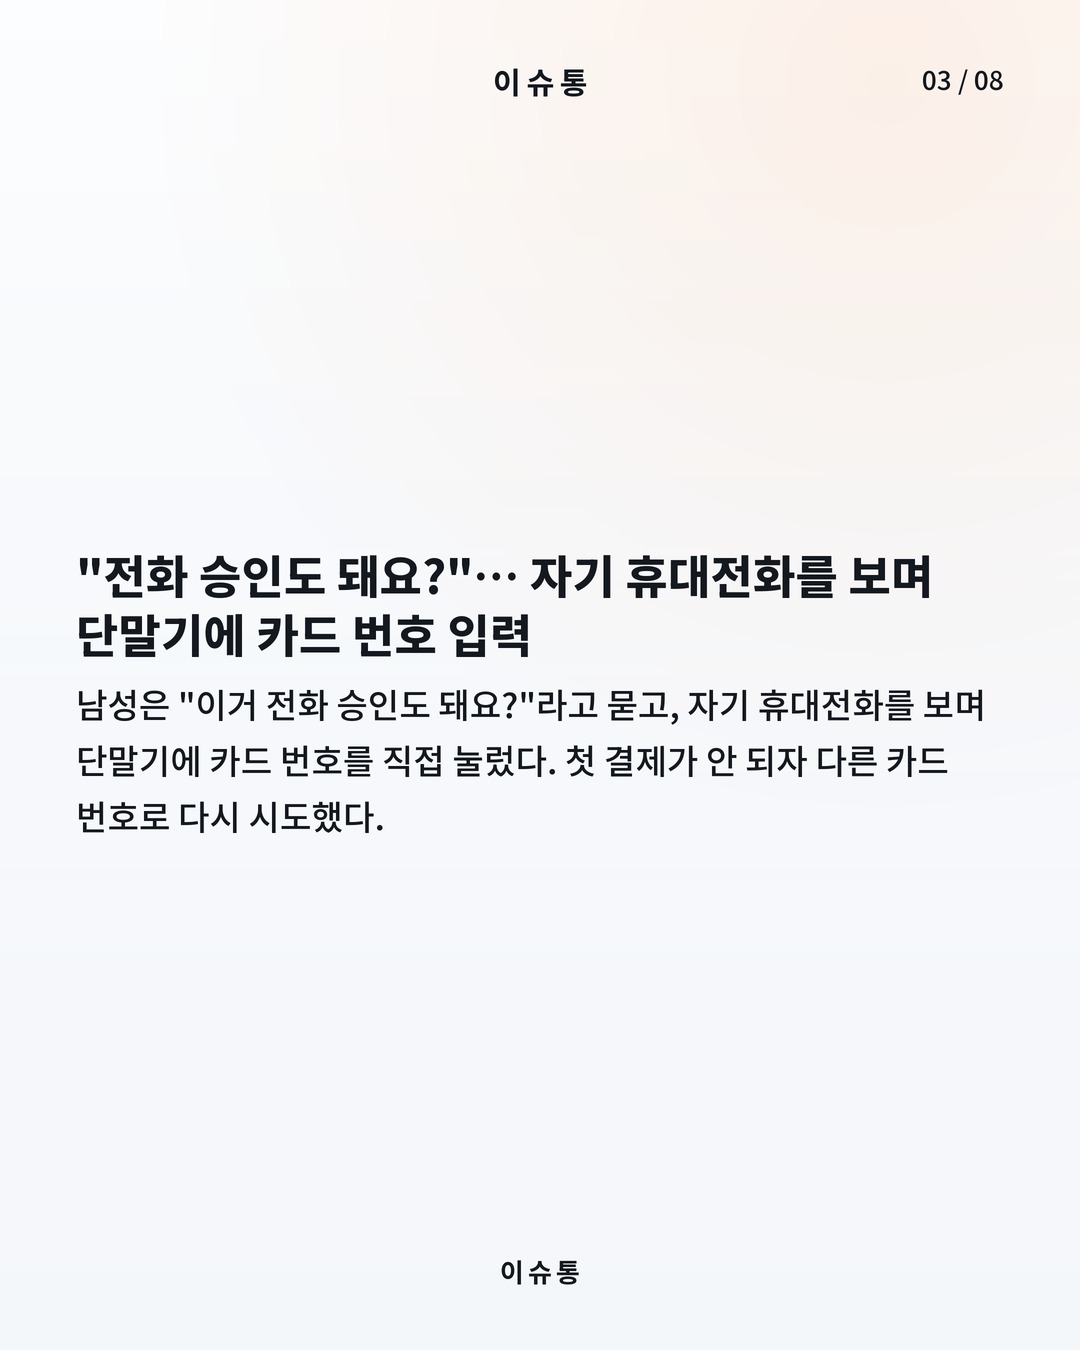 이슈통
03 / 08
"전화 승인도 돼요?"… 자기 휴대전화를 보며
단말기에 카드 번호 입력
남성은 "이거 전화 승인도 돼요?"라고 묻고, 자기 휴대전화를 보며
단말기에 카드 번호를 직접 눌렀다. 첫 결제가 안 되자 다른 카드
번호로 다시 시도했다.
이슈통